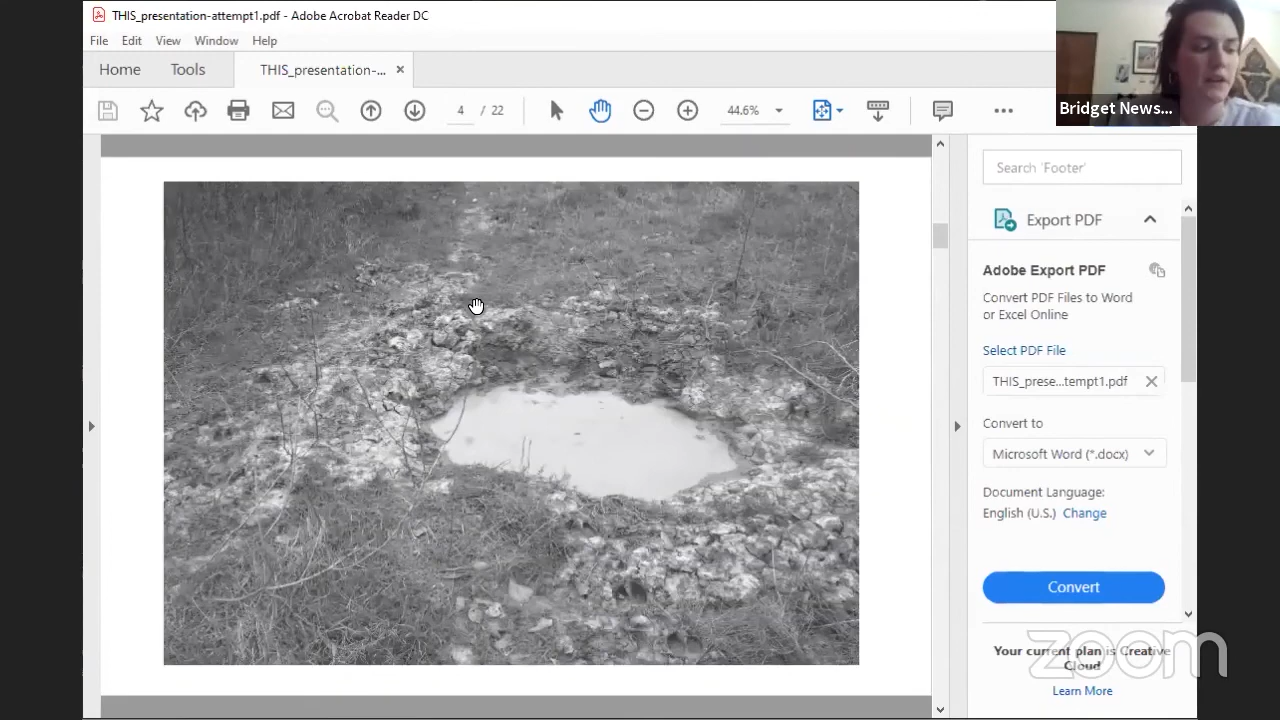 THIS_presentation-attempt1.pdf - Adobe Acrobat Reader DC
File Edit View Window Help
Home Tools THIS_presentation-... ×
4 / 22 44.6%
Bridget News...
Search 'Footer'
Export PDF
Adobe Export PDF
Convert PDF Files to Word
or Excel Online
Select PDF File
THIS_prese...tempt1.pdf
Convert to
Microsoft Word (*.docx)
Document Language:
English (U.S.) Change
Convert
Your current plan is Creative
Cloud
Learn More
zoom